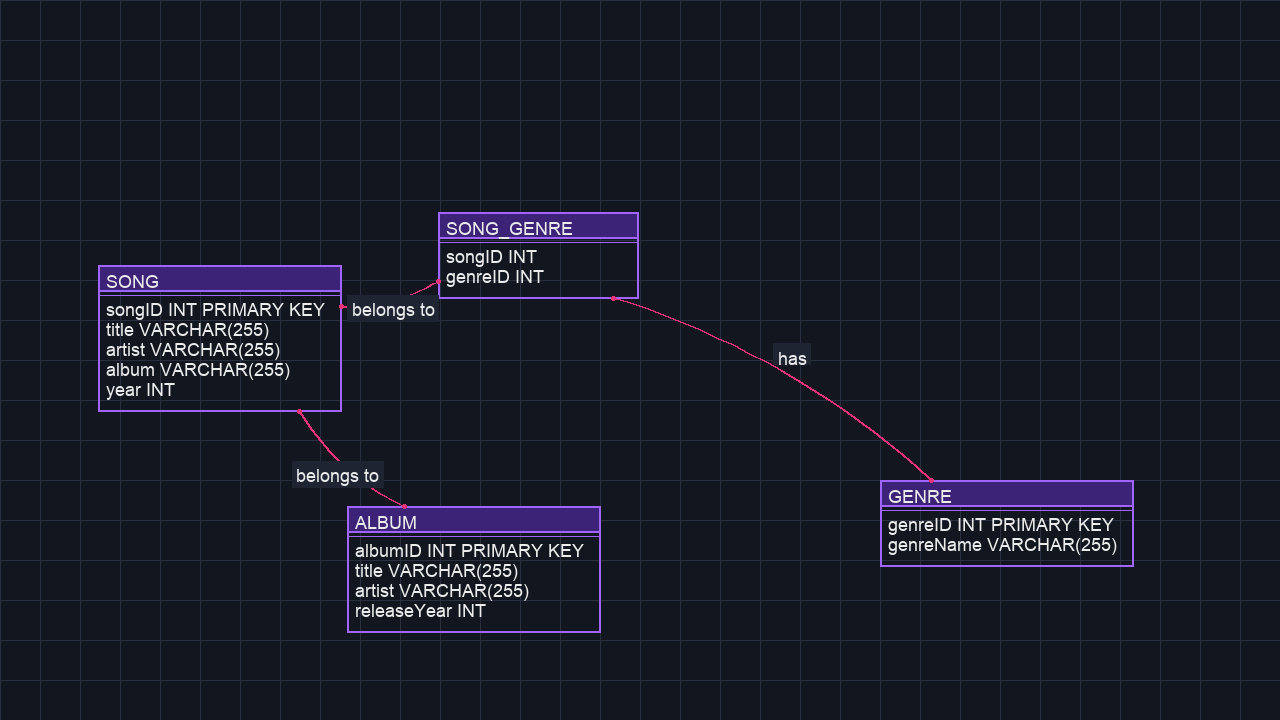 SONG_GENRE
songID INT
genreID INT
SONG
songID INT PRIMARY KEY
title VARCHAR(255)
artist VARCHAR(255)
album VARCHAR(255)
year INT
belongs to
has
belongs to
ALBUM
albumID INT PRIMARY KEY
title VARCHAR(255)
artist VARCHAR(255)
releaseYear INT
GENRE
genreID INT PRIMARY KEY
genreName VARCHAR(255)